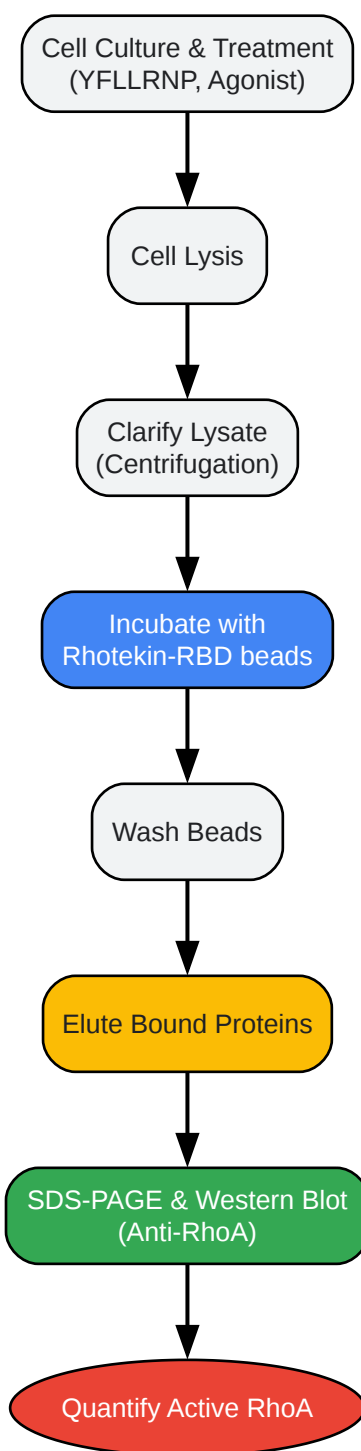 Cell Culture & Treatment
(YFLLRNP, Agonist)
Cell Lysis
Clarify Lysate
(Centrifugation)
Incubate with
Rhotekin-RBD beads
Wash Beads
Elute Bound Proteins
SDS-PAGE & Western Blot
(Anti-RhoA)
Quantify Active RhoA